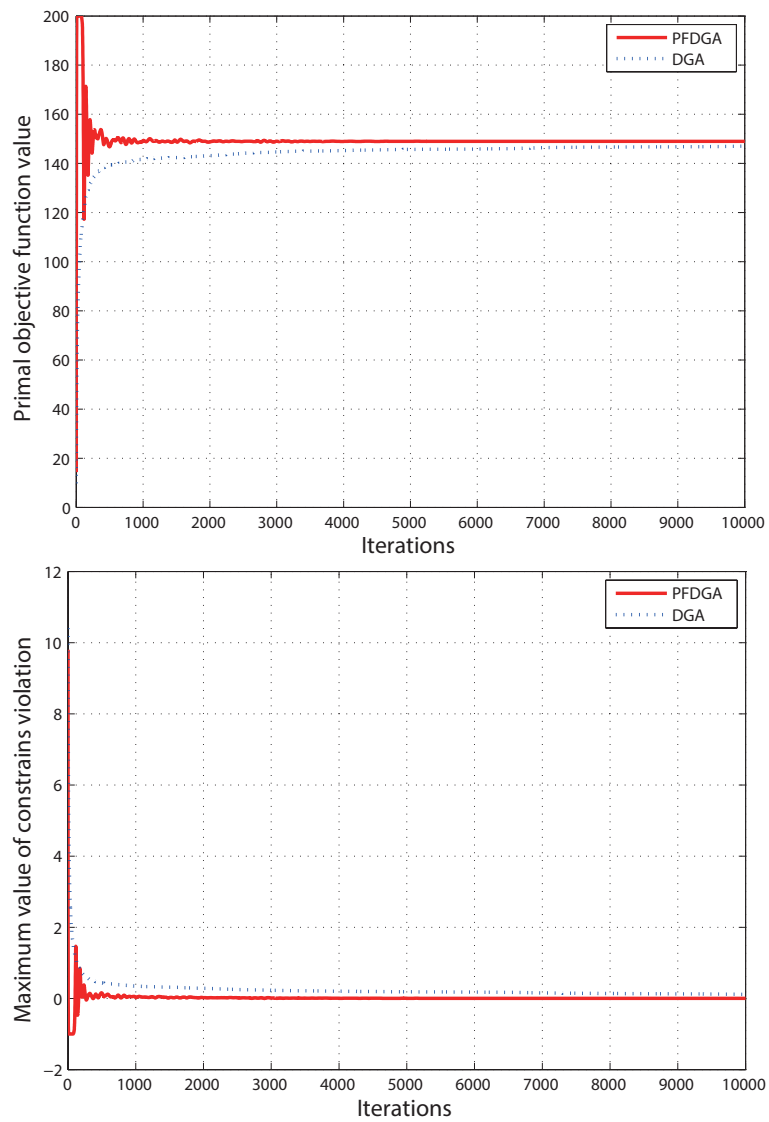 200
180
160
140
120
100
80
60
40
20
0
Primal objective function value
PFDGA
DGA
0 1000 2000 3000 4000 5000 6000 7000 8000 9000 10000
Iterations
12
10
8
6
4
2
0
−2
Maximum value of constrains violation
PFDGA
DGA
0 1000 2000 3000 4000 5000 6000 7000 8000 9000 10000
Iterations